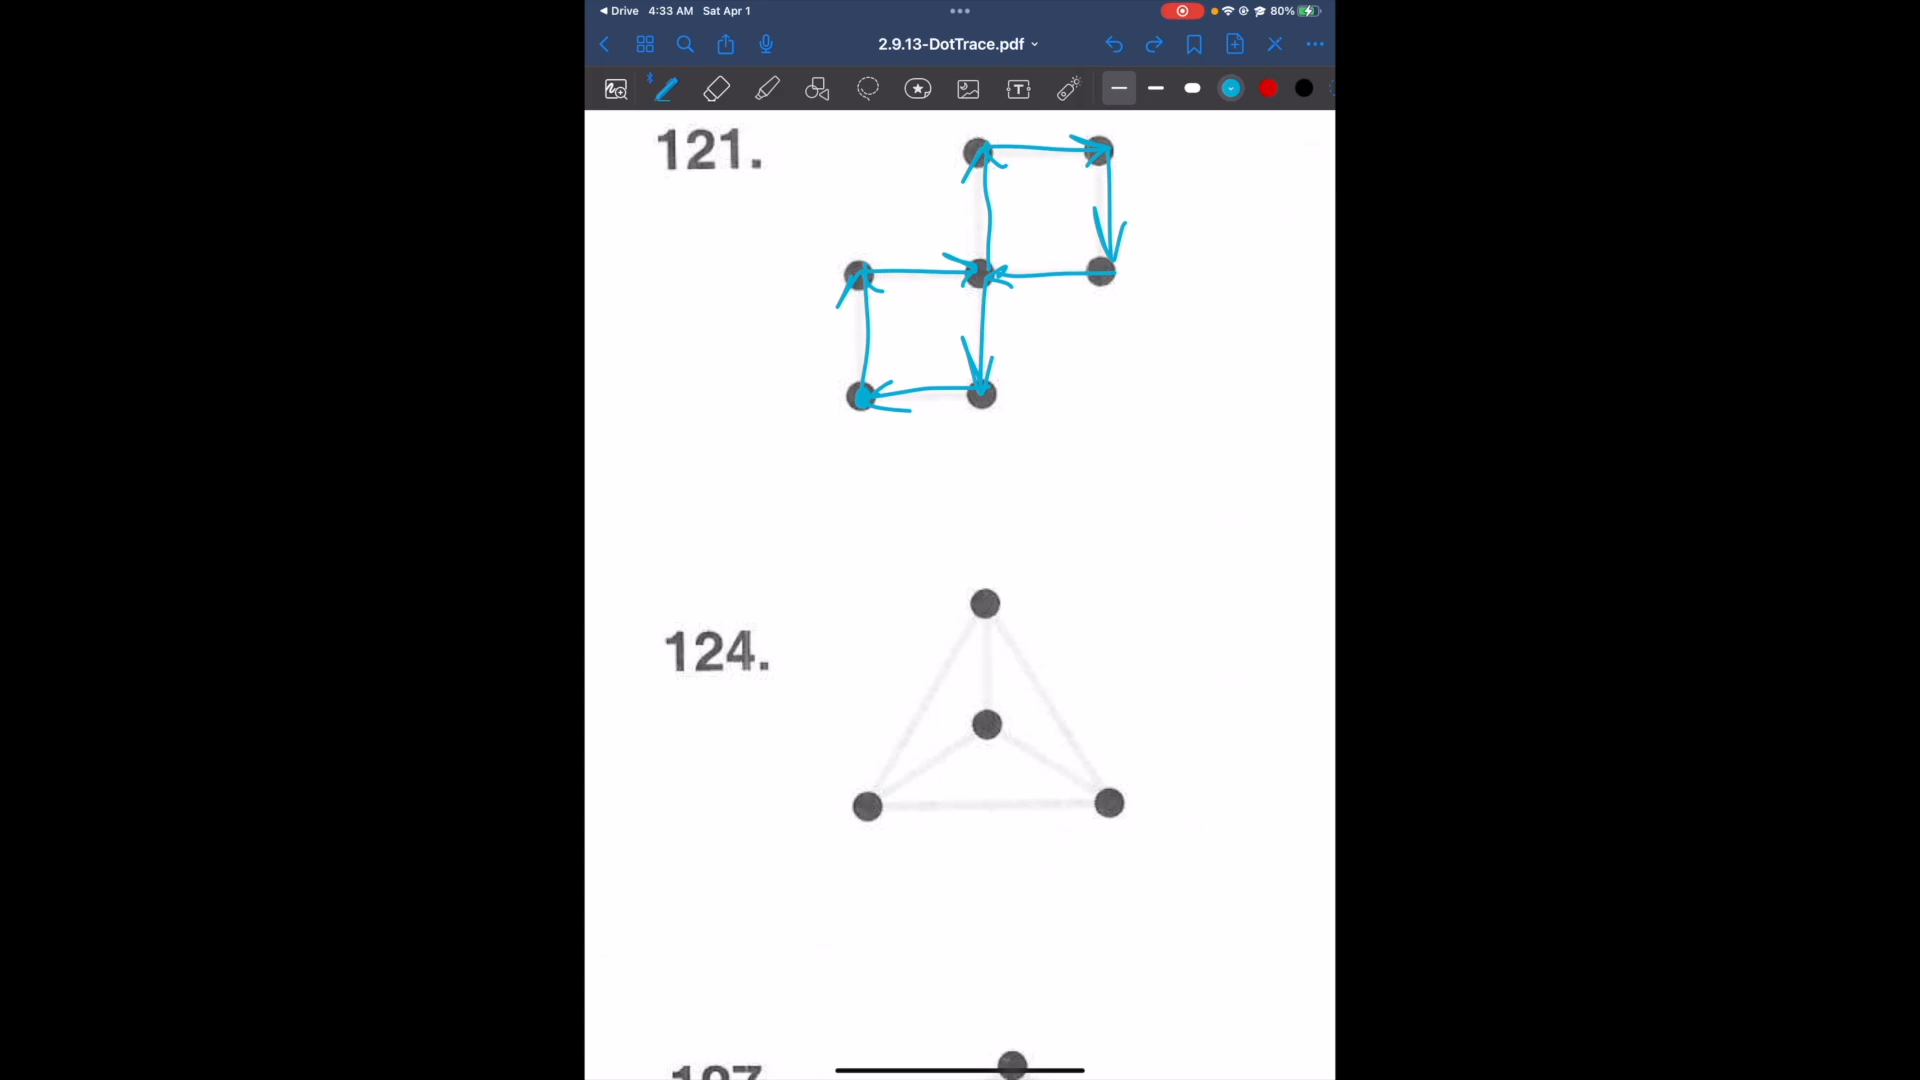 Drive 4:33 AM Sat Apr 1 80%
2.9.13-DotTrace.pdf
T
121.
124.